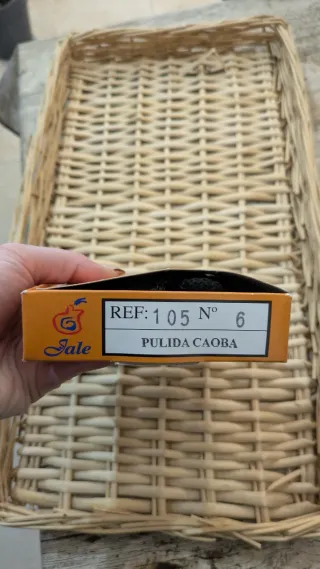 REF: 105 Nº 6
PULIDA CAOBA
Jale